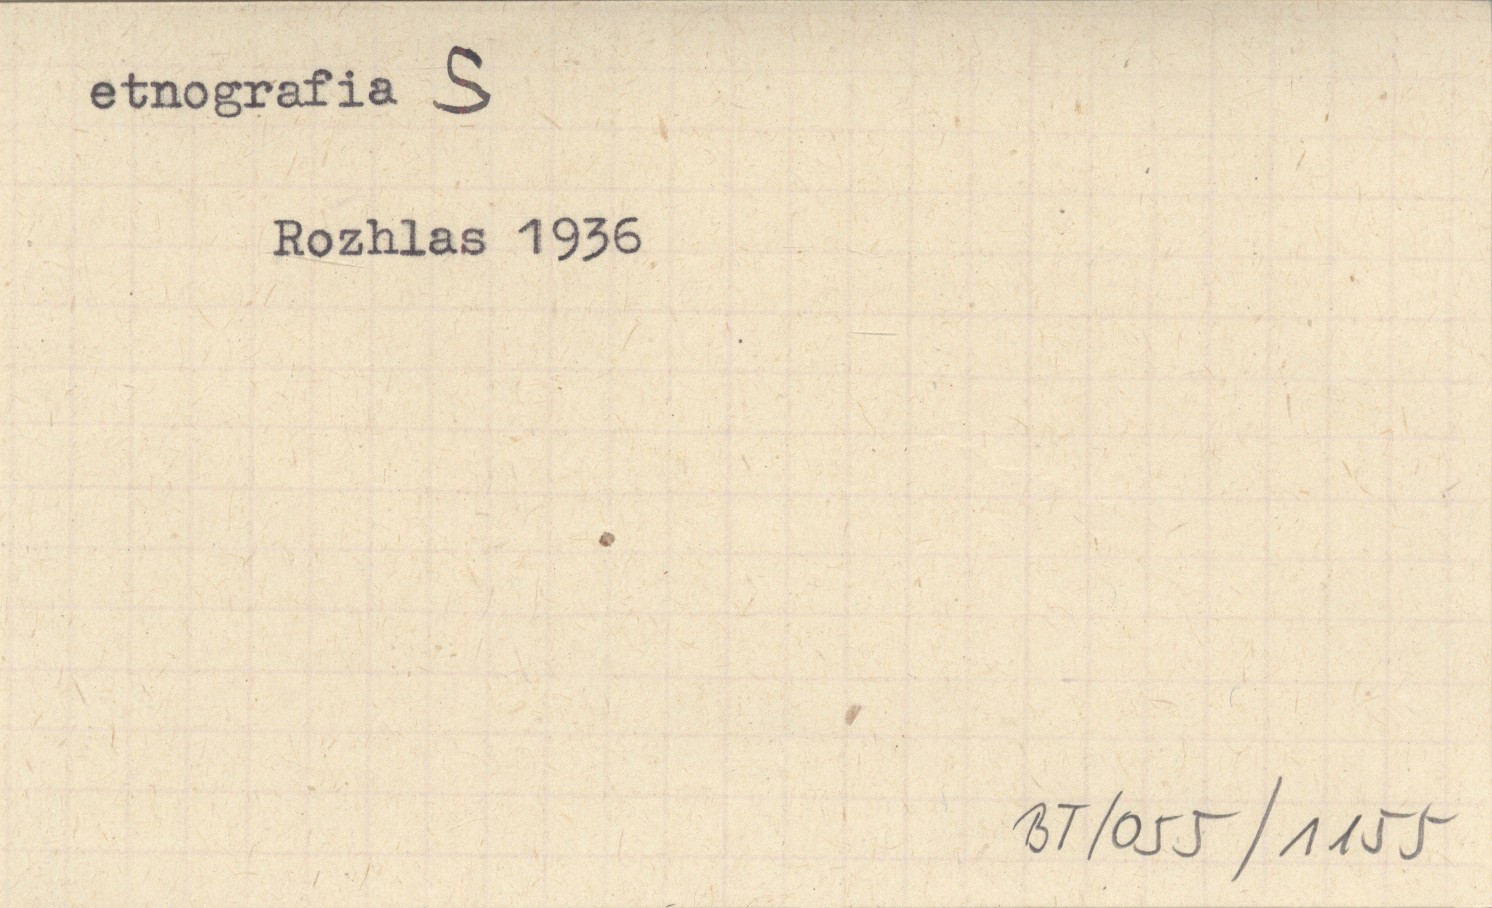 etnografia S
Rozhlas 1936
BT/055/1155